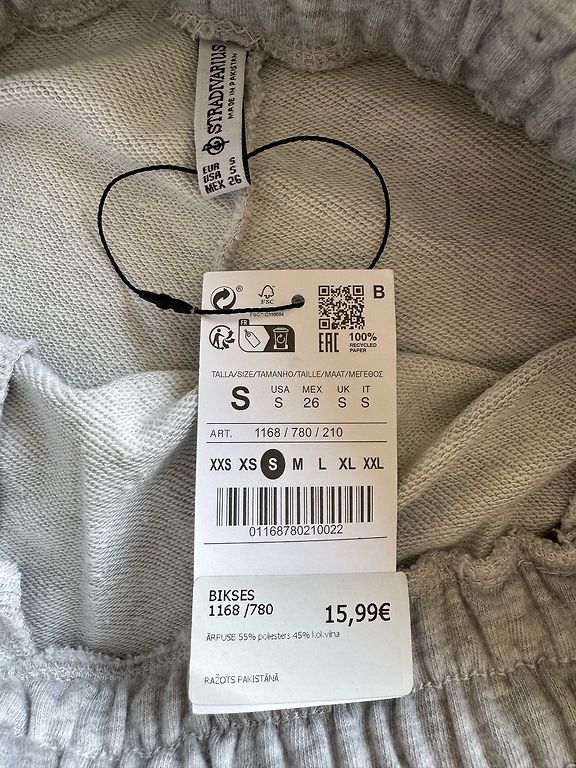 STRADIVARIUS
MADE IN PAKISTAN
EUR S
USA S
MEX 26
®
FSC
B
FR
EAC
100%
RECYCLED
PAPER
TALLA/SIZE/TAMANHO/TAILLE/MAAT/ΜΕΓΕΘΟΣ
S
USA MEX UK IT
S 26 S S
ART. 1168 / 780 / 210
XXS XS S M L XL XXL
01168780210022
BIKSES
1168 /780
15,99€
ĀRPUSE 55% poliesters 45% kokvilna
RAŽOTS PAKISTĀNĀ